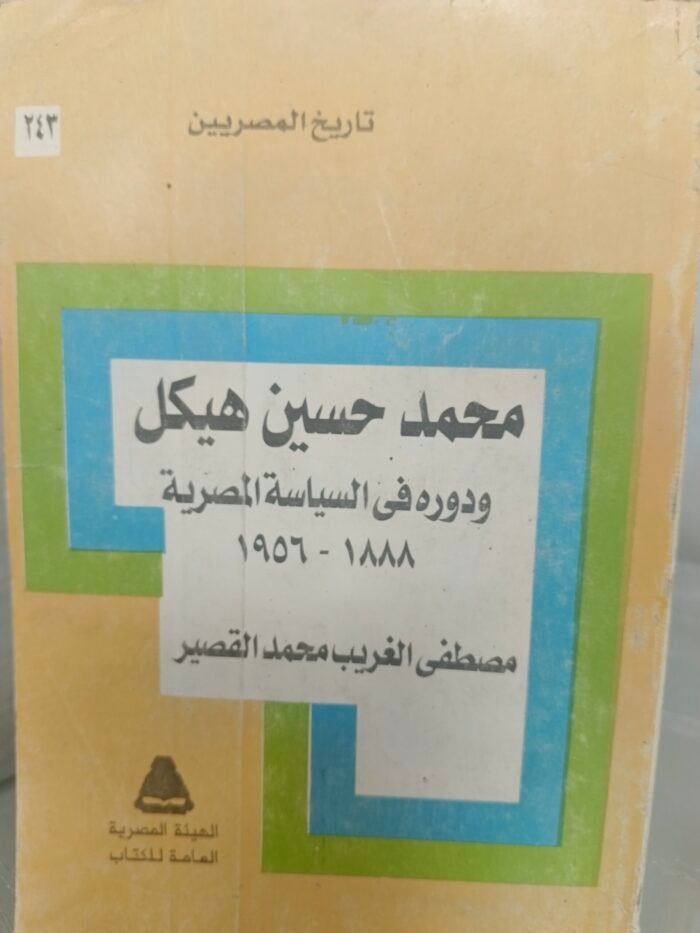 تاريخ المصريين
٢٤٣
محمد حسين هيكل
ودوره فى السياسة المصرية
١٨٨٨ - ١٩٥٦
مصطفى الغريب محمد القصير
الهيئة المصرية
العامة للكتاب